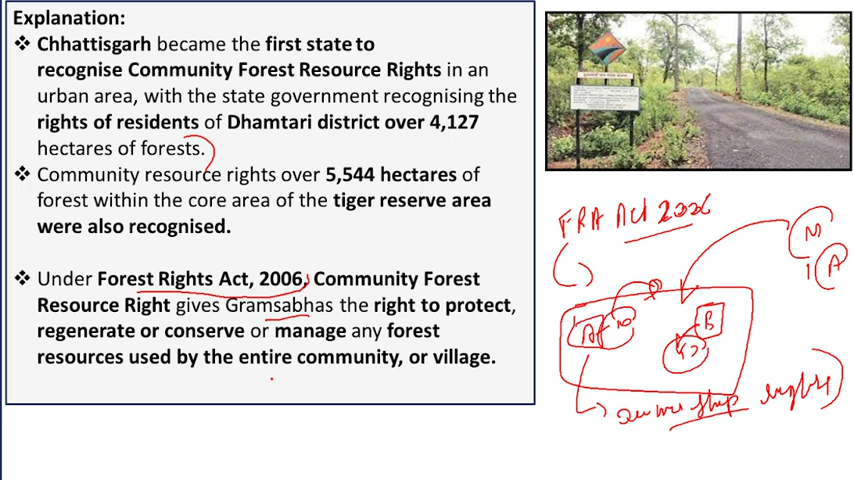 Explanation:
❖ Chhattisgarh became the first state to
recognise Community Forest Resource Rights in an
urban area, with the state government recognising the
rights of residents of Dhamtari district over 4,127
hectares of forests.
❖ Community resource rights over 5,544 hectares of
forest within the core area of the tiger reserve area
were also recognised.
❖ Under Forest Rights Act, 2006, Community Forest
Resource Right gives Gramsabhas the right to protect,
regenerate or conserve or manage any forest
resources used by the entire community, or village.
FRA Act 2006
M
A
B
ownership rights